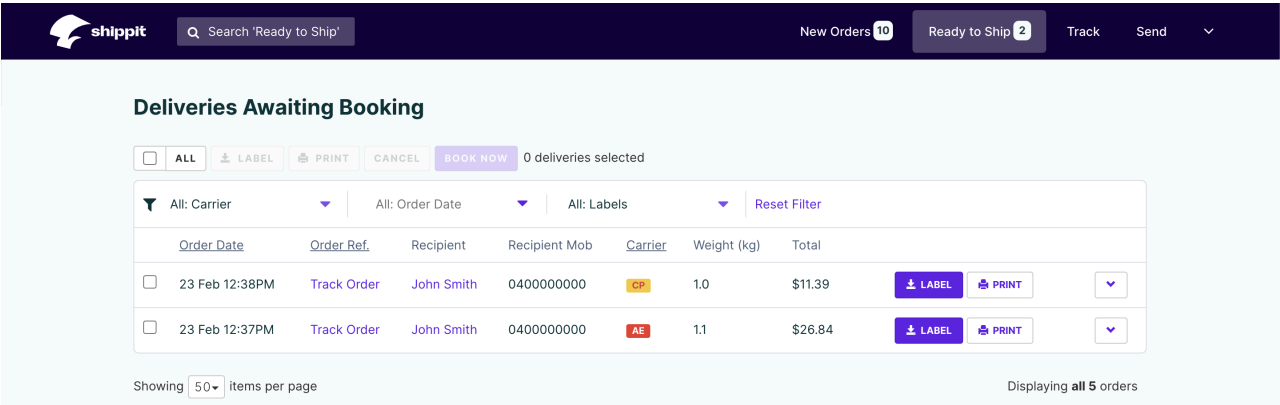 shippit Search 'Ready to Ship' New Orders 10 Ready to Ship 2 Track Send
Deliveries Awaiting Booking
ALL LABEL PRINT CANCEL BOOK NOW 0 deliveries selected
All: Carrier All: Order Date All: Labels Reset Filter
Order Date Order Ref. Recipient Recipient Mob Carrier Weight (kg) Total
23 Feb 12:38PM Track Order John Smith 0400000000 CP 1.0 $11.39 LABEL PRINT
23 Feb 12:37PM Track Order John Smith 0400000000 AE 1.1 $26.84 LABEL PRINT
Showing 50 items per page Displaying all 5 orders